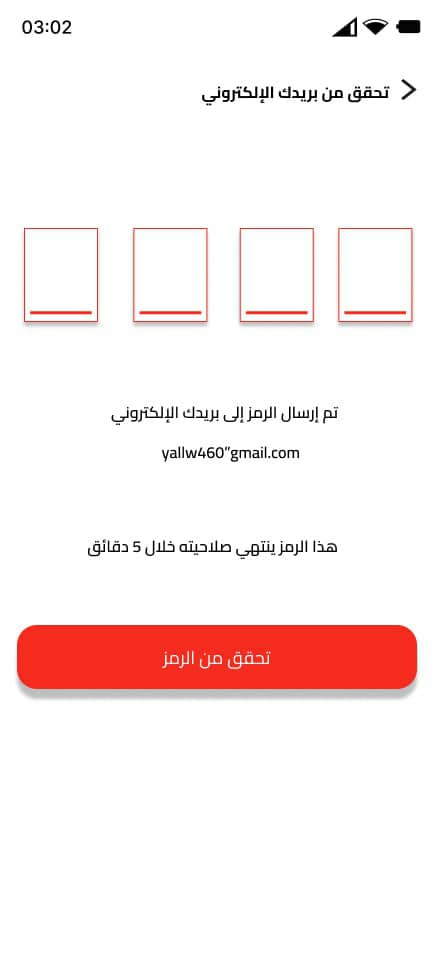 03:02
تحقق من بريدك الإلكتروني
تم إرسال الرمز إلى بريدك الإلكتروني
yallw460"gmail.com
هذا الرمز ينتهي صلاحيته خلال 5 دقائق
تحقق من الرمز